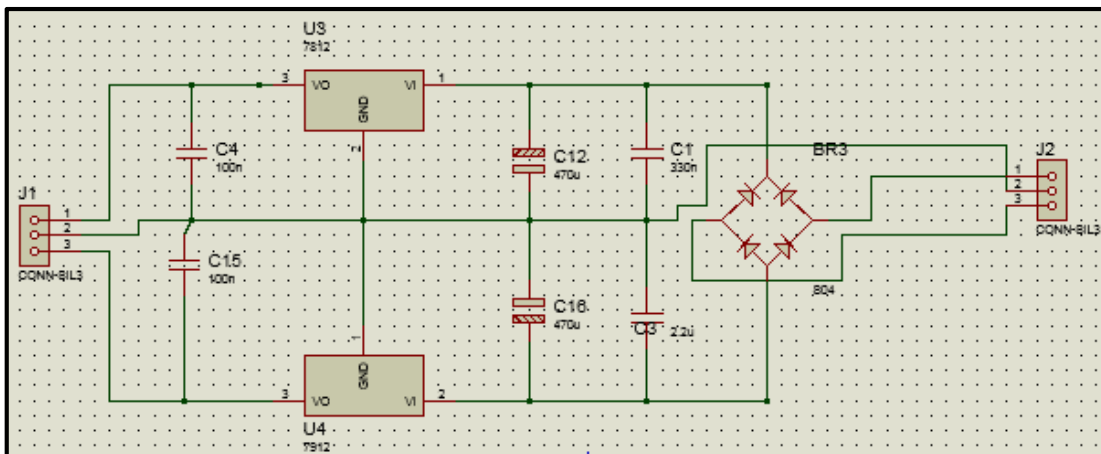 U3
7812
3
VO
VI
1
GND
2
C4
100n
C12
470u
C1
330n
BR3
J2
1
2
3
CONN-SIL3
J1
1
2
3
CONN-SIL3
C15
100n
C16
470u
C3
2.2u
804
1
GND
3
VO
VI
2
U4
7912